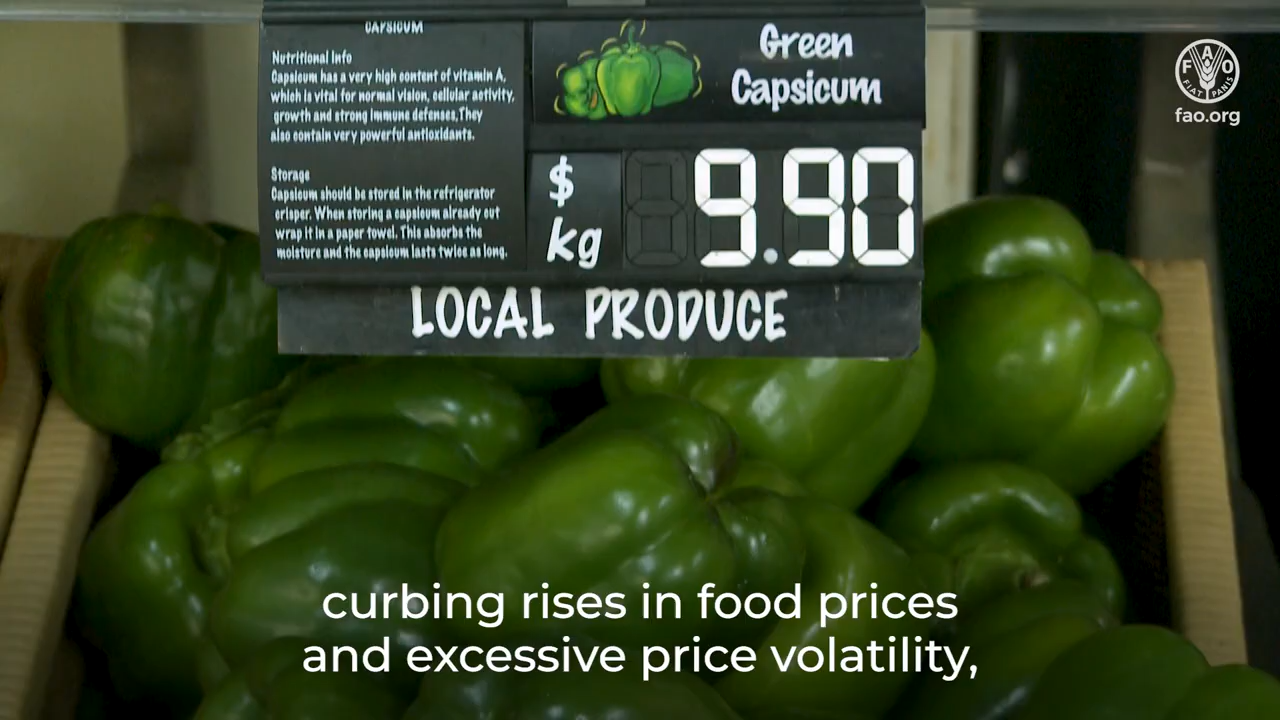 CAPSICUM
Nutritional Info
Capsicum has a very high content of vitamin A,
which is vital for normal vision, cellular activity,
growth and strong immune defenses.They
also contain very powerful antioxidants.
Storage
Capsicum should be stored in the refrigerator
crisper. When storing a capsicum already cut
wrap it in a paper towel. This absorbs the
moisture and the capsicum lasts twice as long.
Green
Capsicum
$
kg
9.90
LOCAL PRODUCE
F A O
FIAT PANIS
fao.org
curbing rises in food prices
and excessive price volatility,